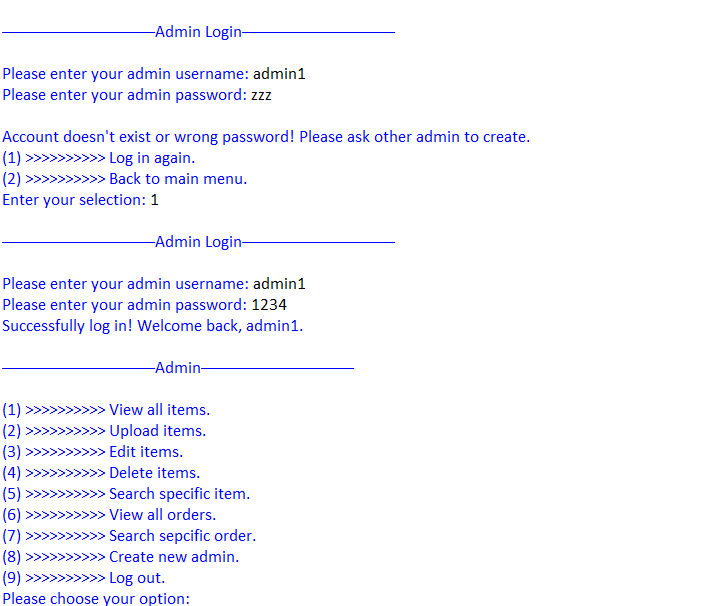 ———————————Admin Login———————————
Please enter your admin username: admin1
Please enter your admin password: zzz
Account doesn't exist or wrong password! Please ask other admin to create.
(1) >>>>>>>>>> Log in again.
(2) >>>>>>>>>> Back to main menu.
Enter your selection: 1
———————————Admin Login———————————
Please enter your admin username: admin1
Please enter your admin password: 1234
Successfully log in! Welcome back, admin1.
———————————Admin———————————
(1) >>>>>>>>>> View all items.
(2) >>>>>>>>>> Upload items.
(3) >>>>>>>>>> Edit items.
(4) >>>>>>>>>> Delete items.
(5) >>>>>>>>>> Search specific item.
(6) >>>>>>>>>> View all orders.
(7) >>>>>>>>>> Search sepcific order.
(8) >>>>>>>>>> Create new admin.
(9) >>>>>>>>>> Log out.
Please choose your option: